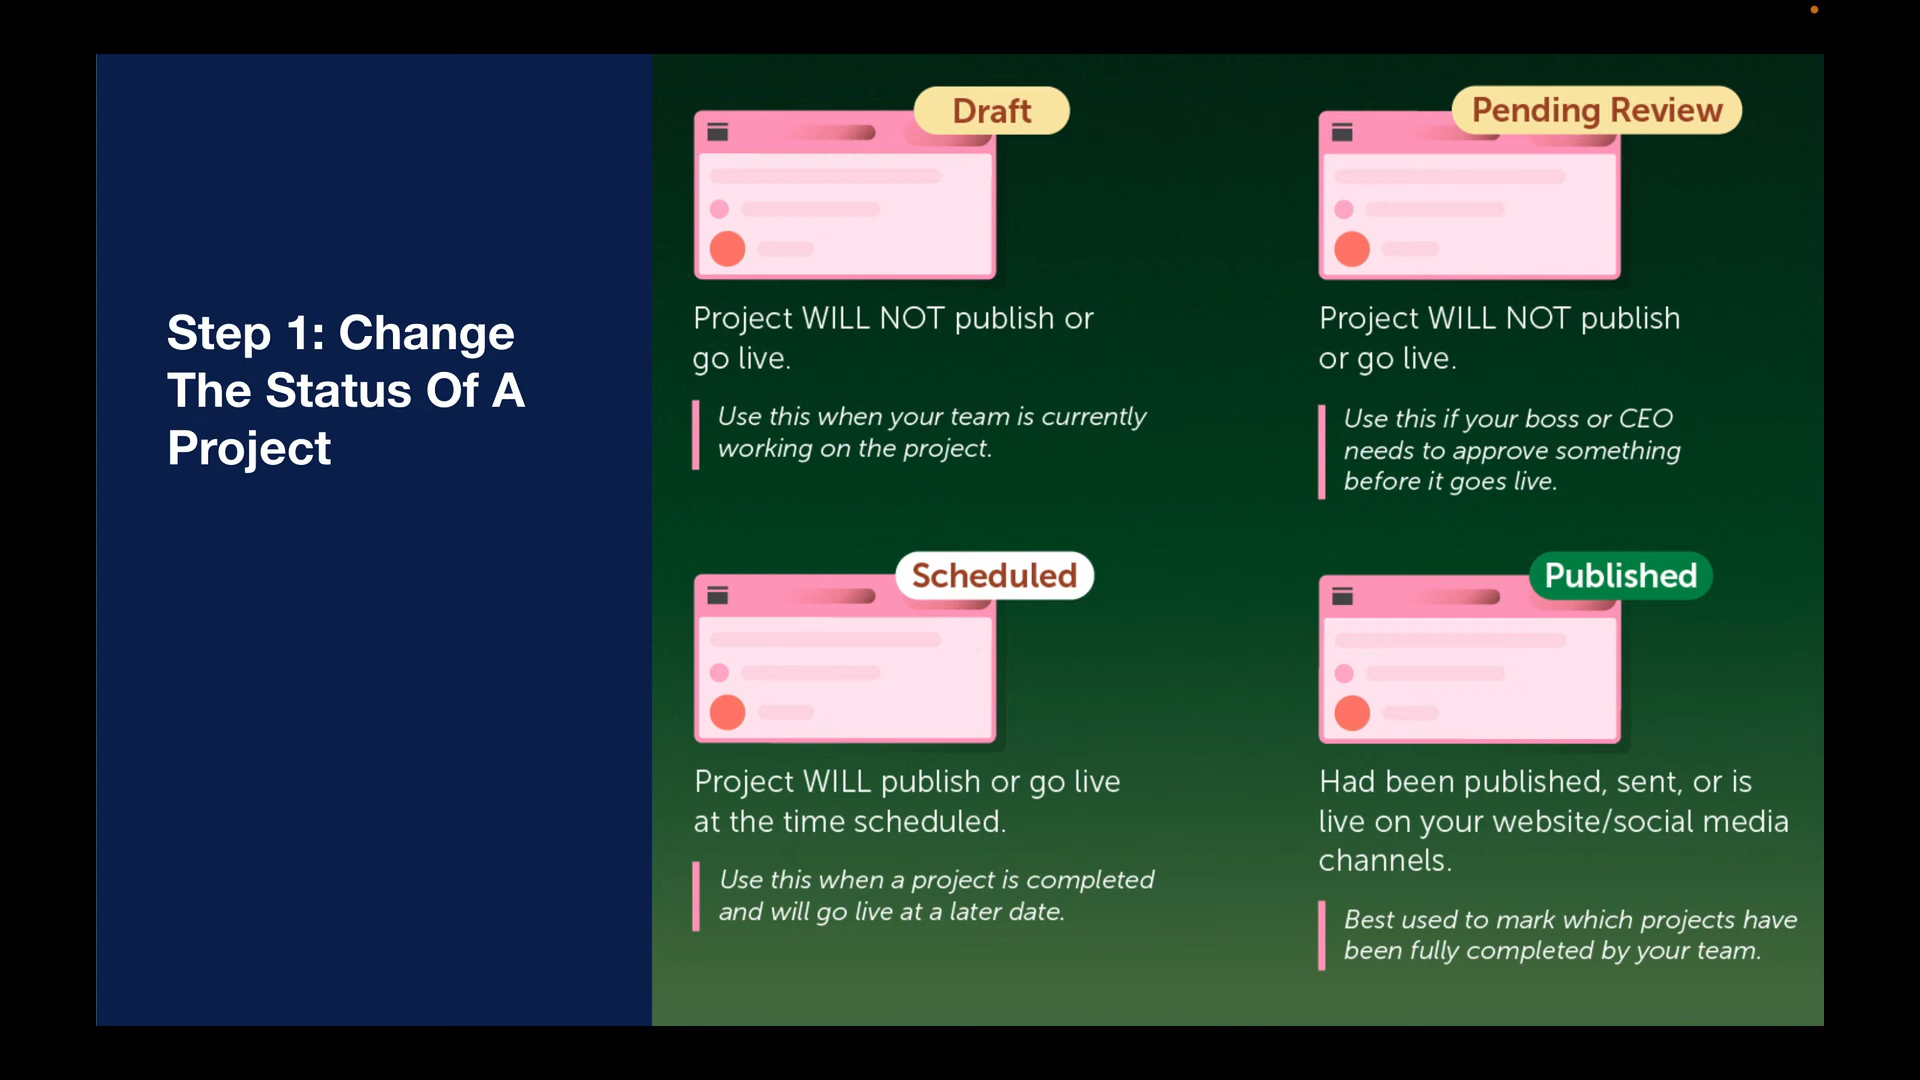 Step 1: Change
The Status Of A
Project
Draft
Project WILL NOT publish or
go live.
Use this when your team is currently
working on the project.
Pending Review
Project WILL NOT publish
or go live.
Use this if your boss or CEO
needs to approve something
before it goes live.
Scheduled
Project WILL publish or go live
at the time scheduled.
Use this when a project is completed
and will go live at a later date.
Published
Had been published, sent, or is
live on your website/social media
channels.
Best used to mark which projects have
been fully completed by your team.